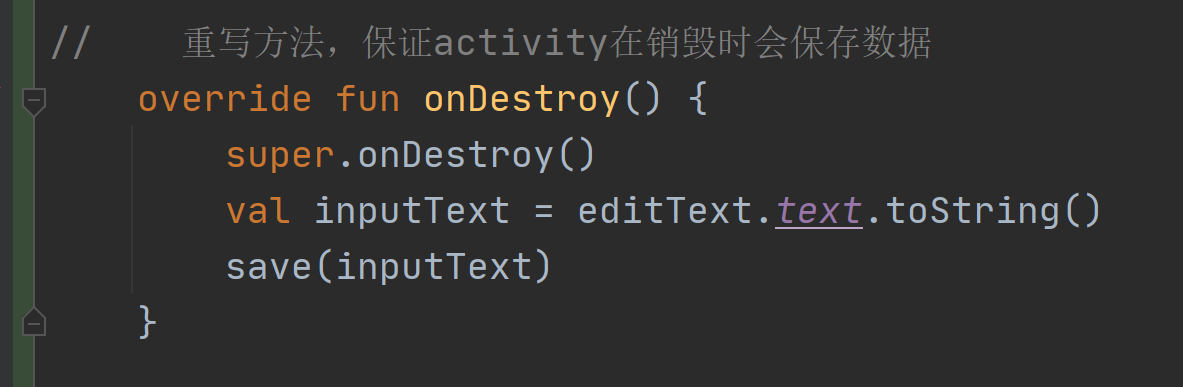 //    重写方法，保证activity在销毁时会保存数据
override fun onDestroy() {
super.onDestroy()
val inputText = editText.text.toString()
save(inputText)
}